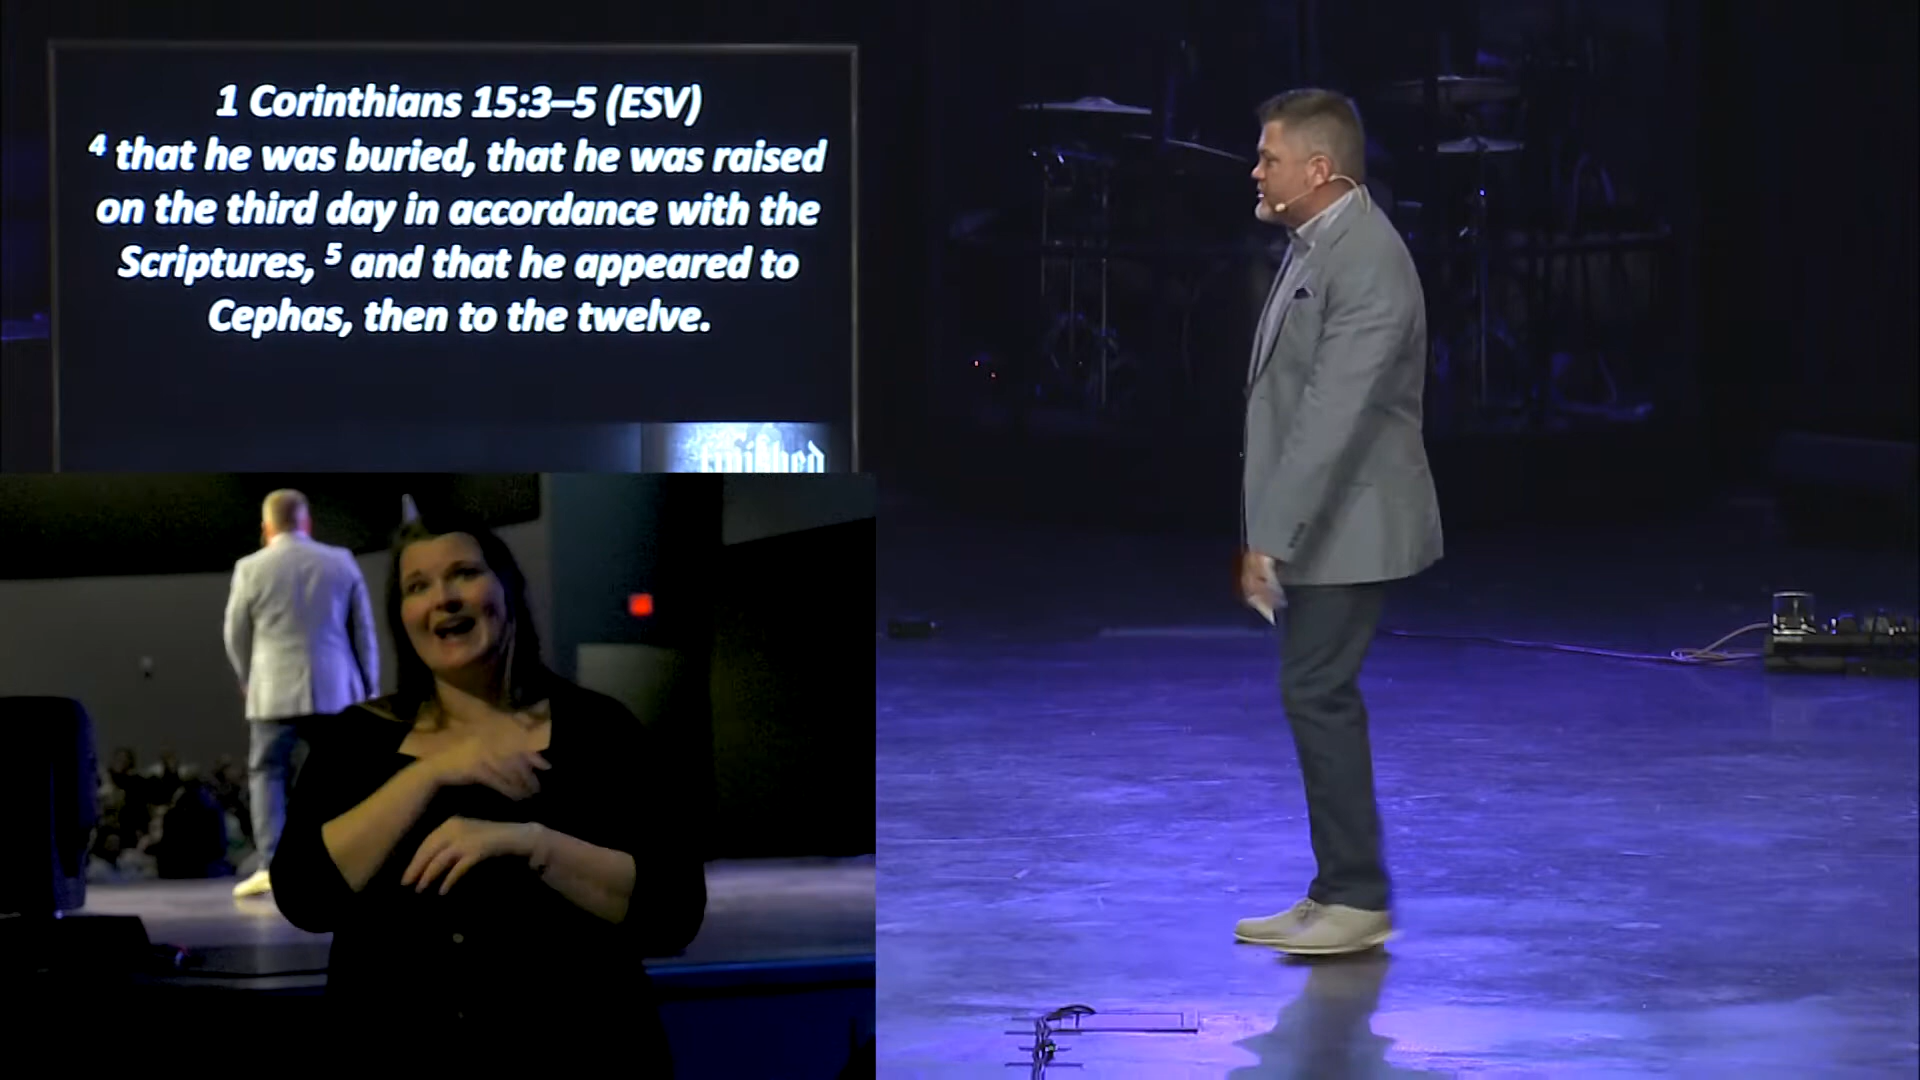 1 Corinthians 15:3–5 (ESV)
⁴ that he was buried, that he was raised
on the third day in accordance with the
Scriptures, ⁵ and that he appeared to
Cephas, then to the twelve.